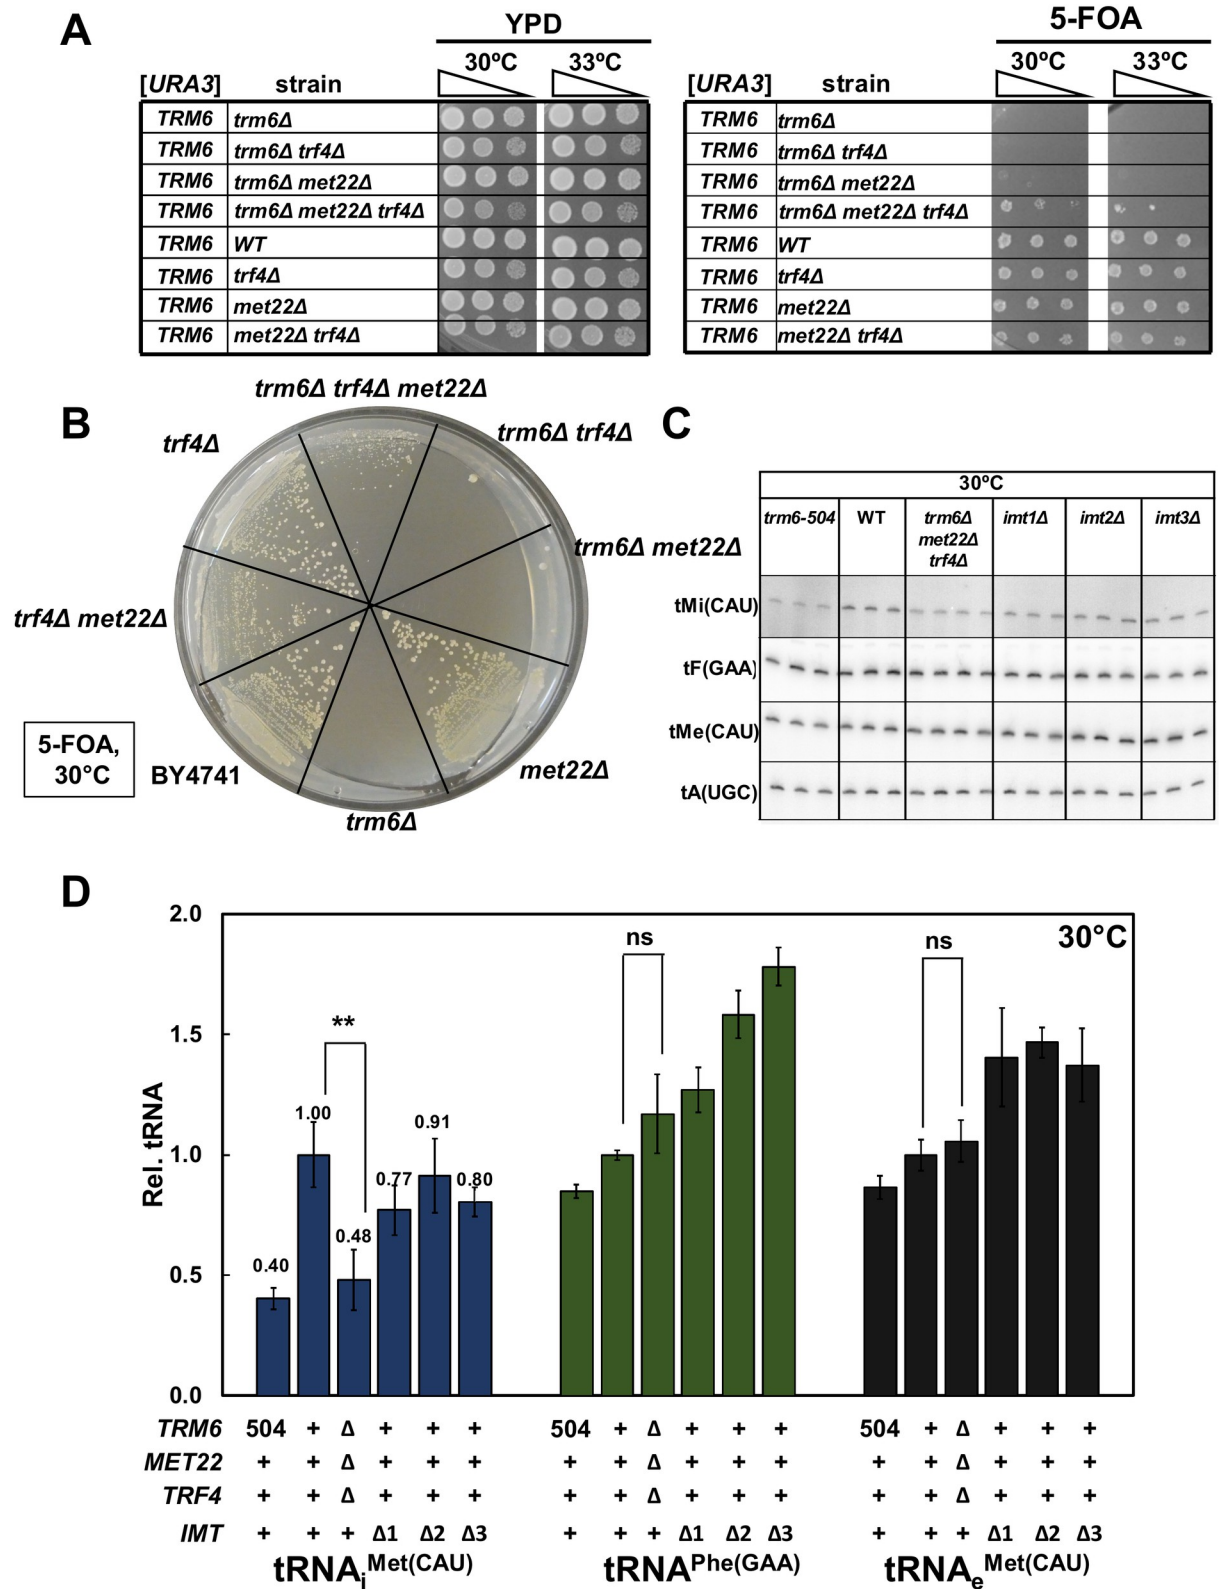 A
YPD
30ºC 33ºC
[URA3] strain
TRM6 trm6Δ
TRM6 trm6Δ trf4Δ
TRM6 trm6Δ met22Δ
TRM6 trm6Δ met22Δ trf4Δ
TRM6 WT
TRM6 trf4Δ
TRM6 met22Δ
TRM6 met22Δ trf4Δ
5-FOA
30ºC 33ºC
[URA3] strain
TRM6 trm6Δ
TRM6 trm6Δ trf4Δ
TRM6 trm6Δ met22Δ
TRM6 trm6Δ met22Δ trf4Δ
TRM6 WT
TRM6 trf4Δ
TRM6 met22Δ
TRM6 met22Δ trf4Δ
B
trm6Δ trf4Δ met22Δ
trf4Δ
trm6Δ trf4Δ
trm6Δ met22Δ
trf4Δ met22Δ
5-FOA,
30°C
BY4741
met22Δ
trm6Δ
C
30ºC
trm6-504 WT trm6Δ imt1Δ imt2Δ imt3Δ
met22Δ
trf4Δ
tMi(CAU)
tF(GAA)
tMe(CAU)
tA(UGC)
D
30°C
Rel. tRNA
2.0
1.5
1.0
0.5
0.0
**
ns
ns
0.40
1.00
0.48
0.77
0.91
0.80
TRM6 504 + Δ + + + 504 + Δ + + + 504 + Δ + + +
MET22 + + Δ + + + + + Δ + + + + + Δ + + +
TRF4 + + Δ + + + + + Δ + + + + + Δ + + +
IMT + + + Δ1 Δ2 Δ3 + + + Δ1 Δ2 Δ3 + + + Δ1 Δ2 Δ3
tRNAiMet(CAU) tRNAPhe(GAA) tRNAeMet(CAU)